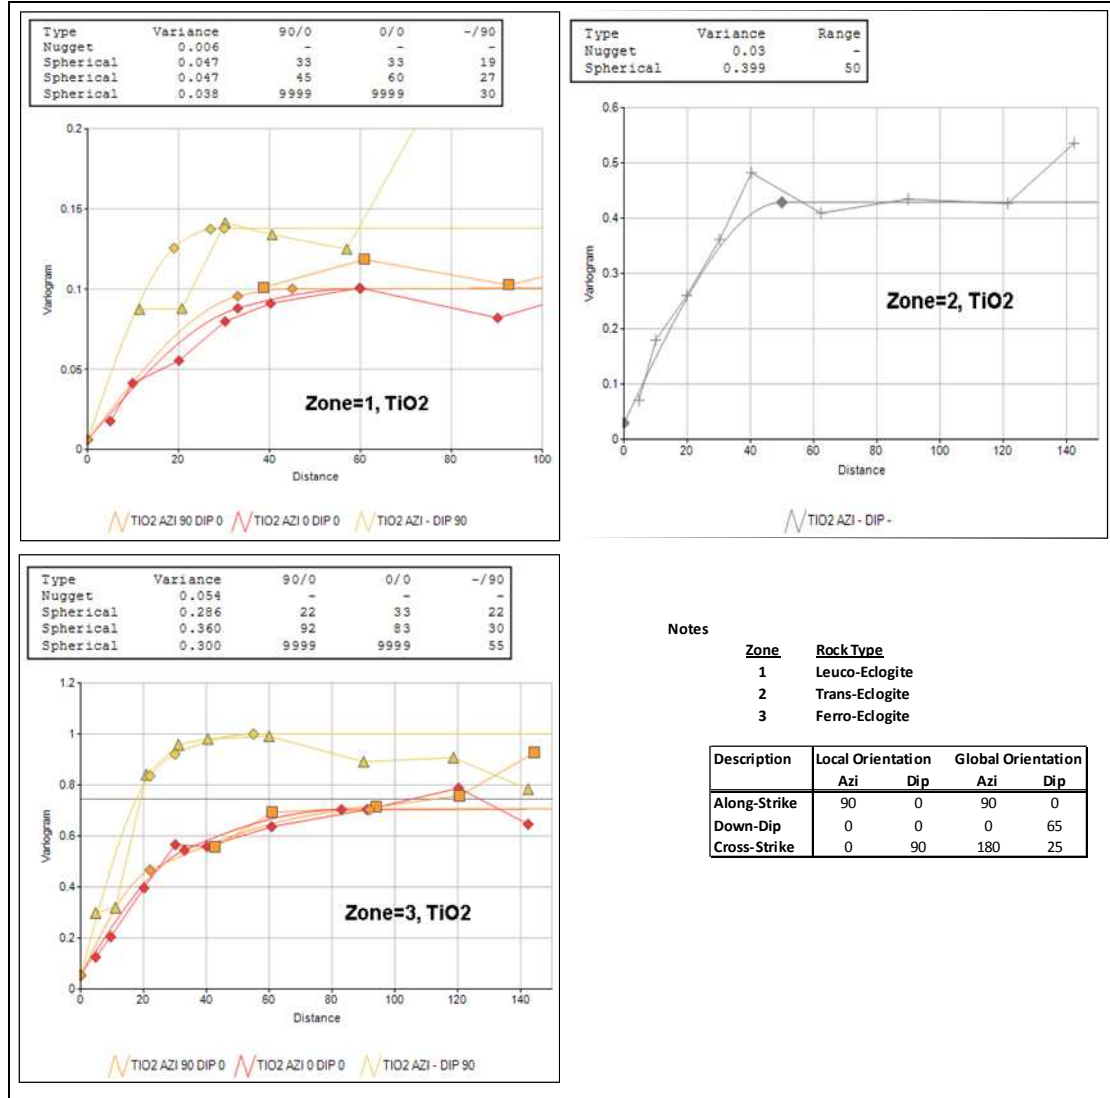 Type Variance 90/0 0/0 -/90
Nugget 0.006 - - -
Spherical 0.047 33 33 19
Spherical 0.047 45 60 27
Spherical 0.038 9999 9999 30
0.2
0.15
0.1
0.05
0
Variogram
0 20 40 60 80 100
Distance
Zone=1, TiO2
TIO2 AZI 90 DIP 0 TIO2 AZI 0 DIP 0 TIO2 AZI - DIP 90
Type Variance Range
Nugget 0.03 -
Spherical 0.399 50
0.6
0.5
0.4
0.3
0.2
0.1
0
Variogram
0 20 40 60 80 100 120 140
Distance
Zone=2, TiO2
TIO2 AZI - DIP -
Type Variance 90/0 0/0 -/90
Nugget 0.054 - - -
Spherical 0.286 22 33 22
Spherical 0.360 92 83 30
Spherical 0.300 9999 9999 55
1.2
1
0.8
0.6
0.4
0.2
0
Variogram
0 20 40 60 80 100 120 140
Distance
Zone=3, TiO2
TIO2 AZI 90 DIP 0 TIO2 AZI 0 DIP 0 TIO2 AZI - DIP 90
Notes
Zone Rock Type
1 Leuco-Eclogite
2 Trans-Eclogite
3 Ferro-Eclogite
Description Local Orientation Global Orientation
Azi Dip Azi Dip
Along-Strike 90 0 90 0
Down-Dip 0 0 0 65
Cross-Strike 0 90 180 25